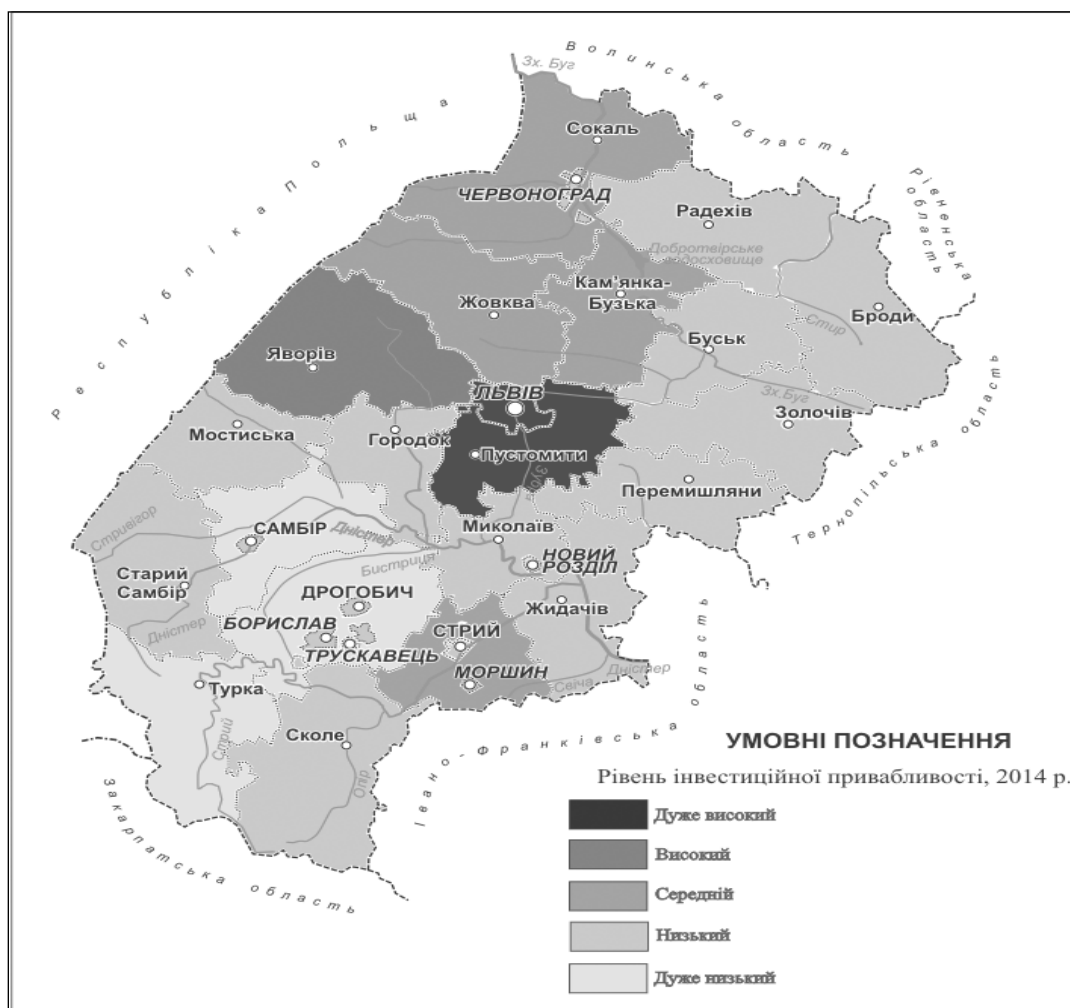 Волинська область
Зх. Буг
Республіка Польща
Рівненська
область
Сокаль
ЧЕРВОНОГРАД
Радехів
Добротвірське
водосховище
Кам’янка-
Бузька
Жовква
Броди
Буськ
Стир
Яворів
Зх.Буг
ЛЬВІВ
Золочів
Мостиська
Городок
Пустомити
Зубра
Тернопільська область
Перемишляни
Стривігор
САМБІР
Дністер
Миколаїв
Бистриця
НОВИЙ
РОЗДІЛ
Старий
Самбір
ДРОГОБИЧ
Жидачів
Дністер
БОРИСЛАВ
СТРИЙ
ТРУСКАВЕЦЬ
МОРШИН
Дністер
Свіча
Турка
Стрий
Сколе
Опір
Івано-Франківська область
Закарпатська область
УМОВНІ ПОЗНАЧЕННЯ
Рівень інвестиційної привабливості, 2014 р.
Дуже високий
Високий
Середній
Низький
Дуже низький